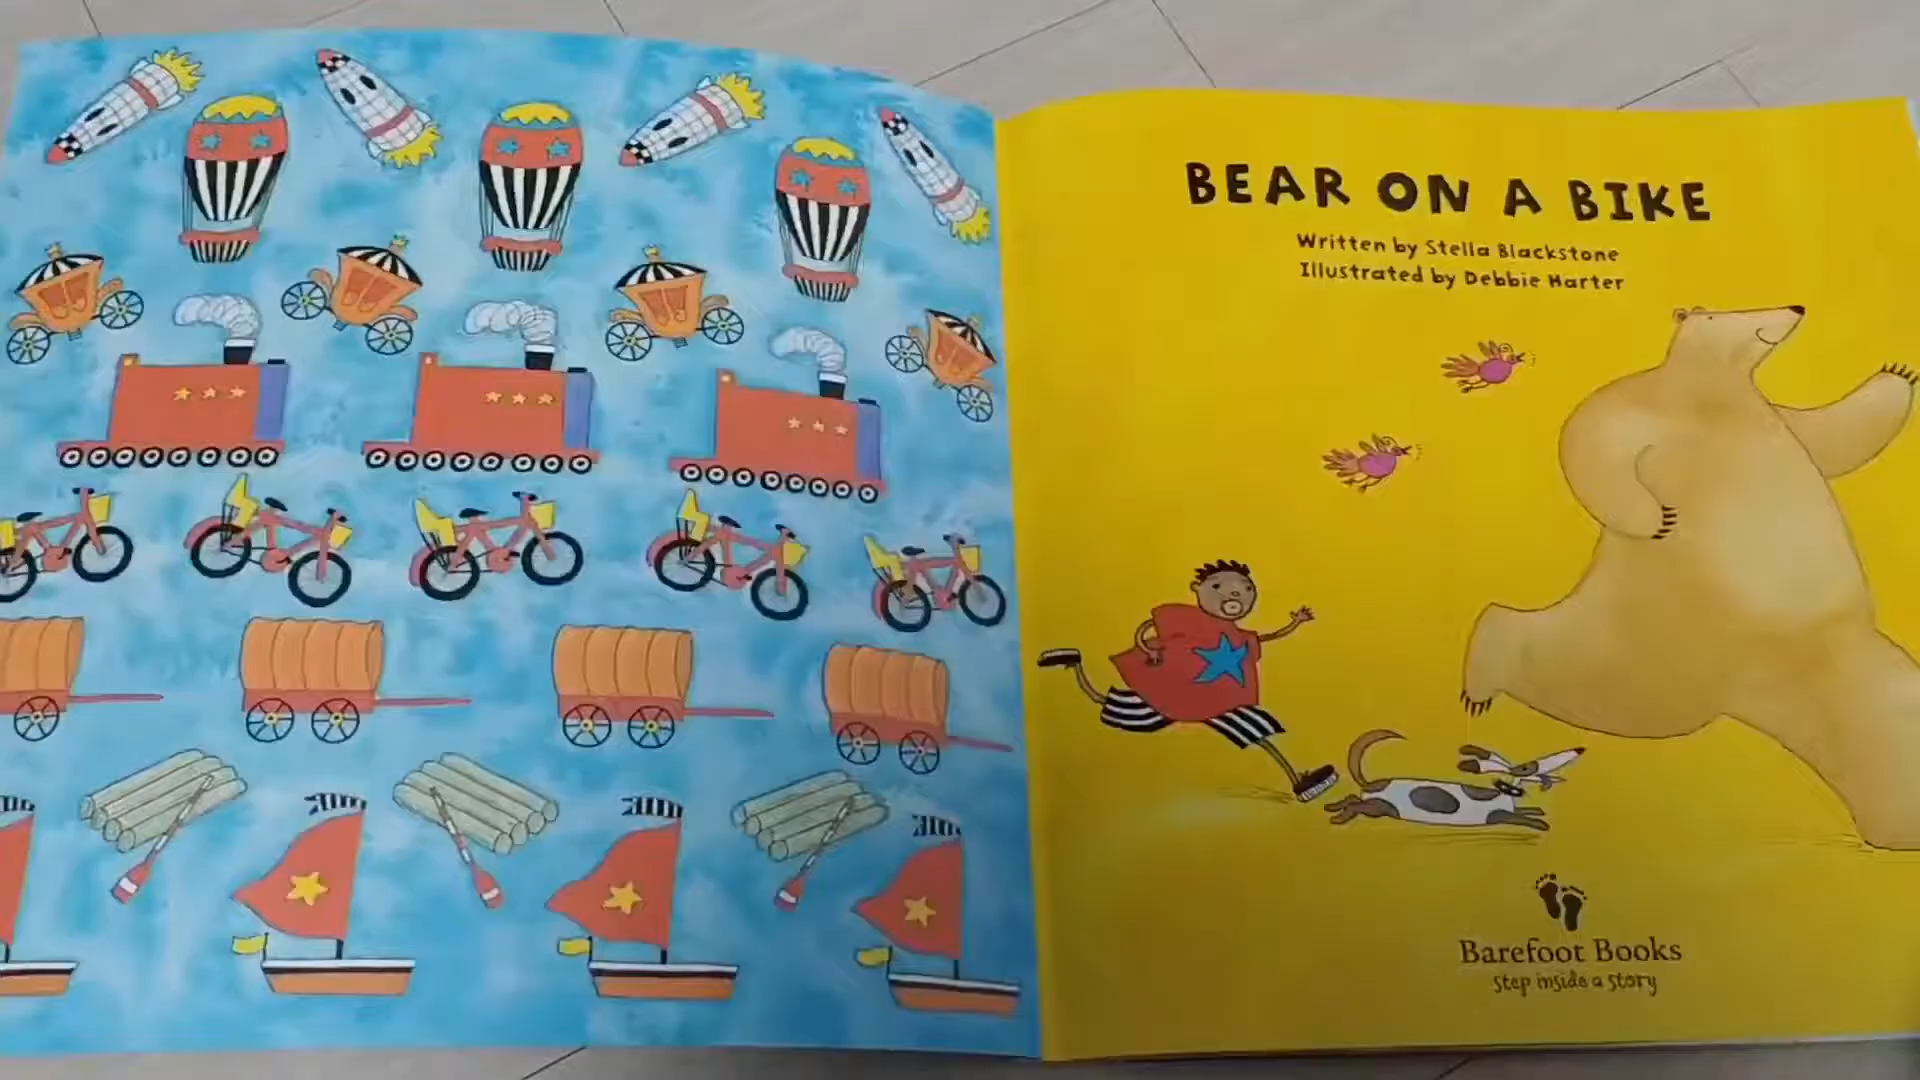 BEAR ON A BIKE
Written by Stella Blackstone
Illustrated by Debbie Harter
Barefoot Books
step inside a story